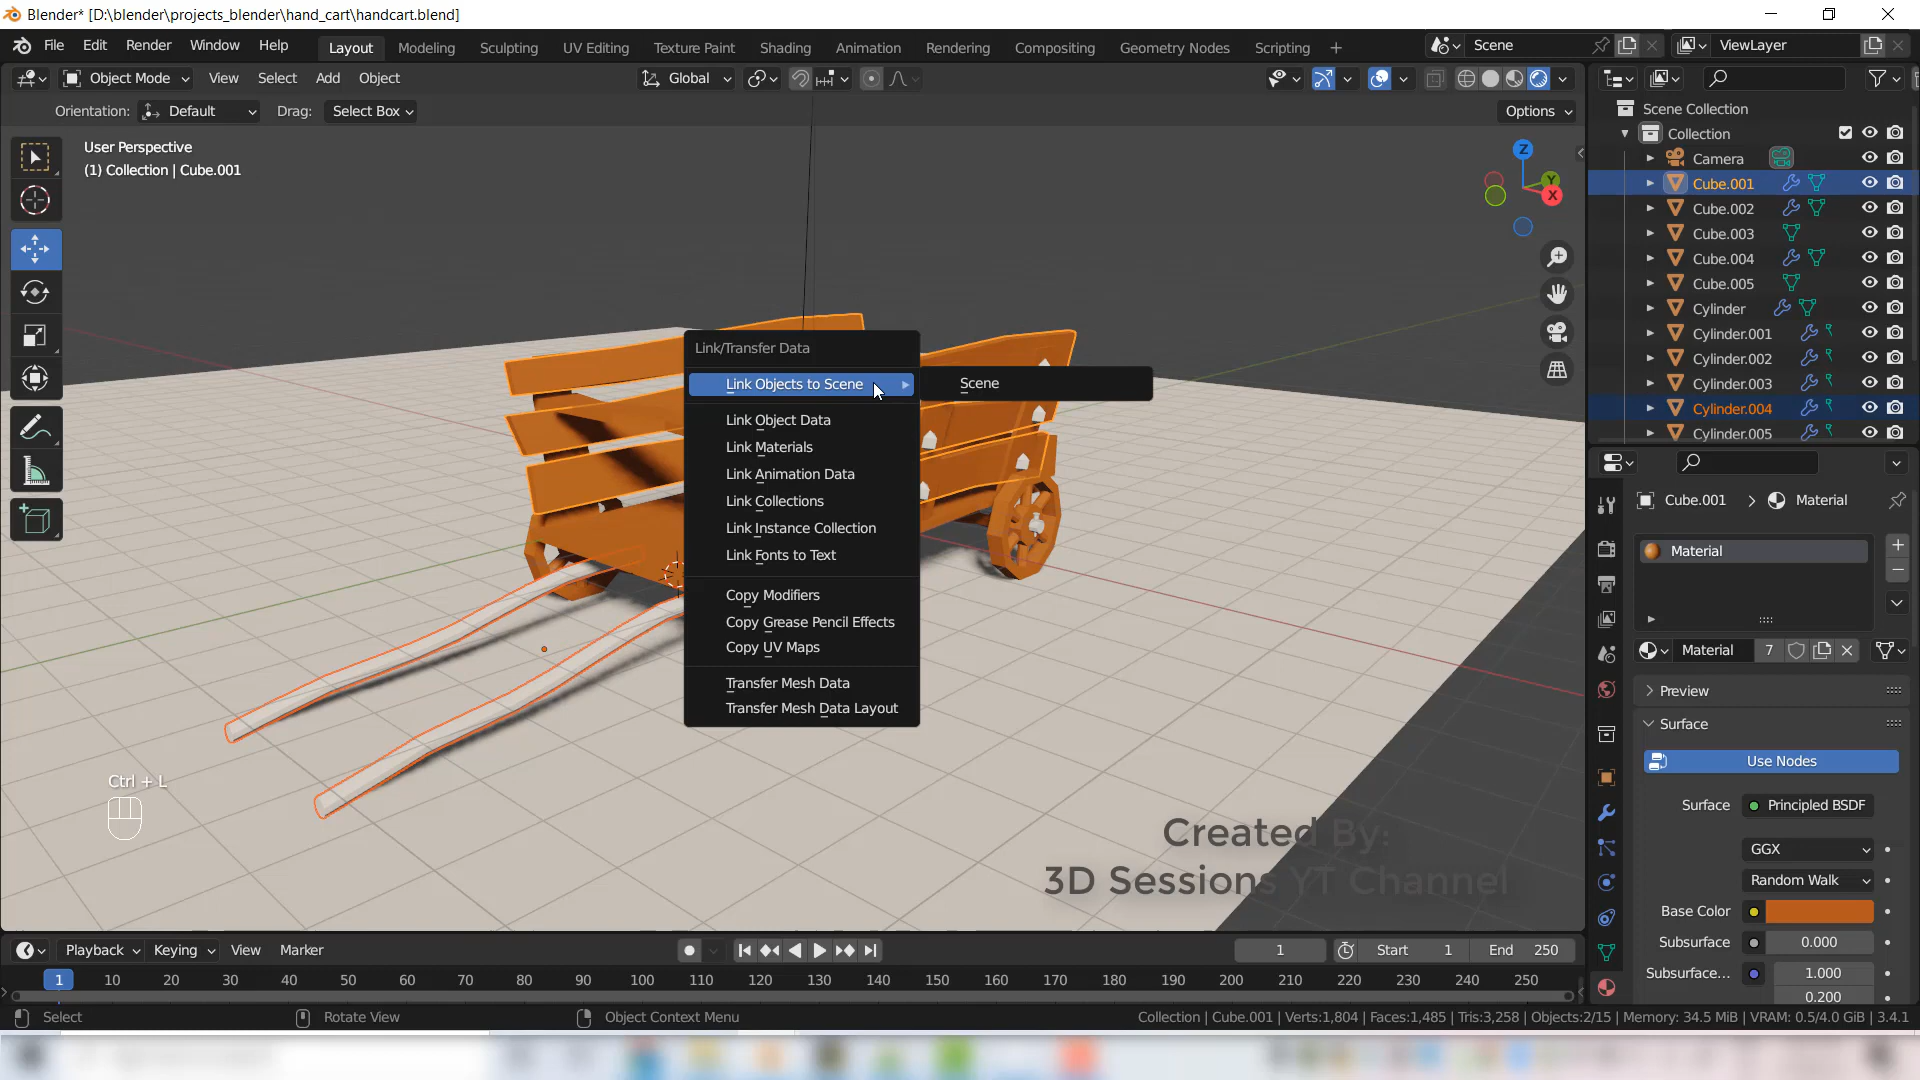 Blender* [D:\blender\projects_blender\hand_cart\handcart.blend]
File Edit Render Window Help Layout Modeling Sculpting UV Editing Texture Paint Shading Animation Rendering Compositing Geometry Nodes Scripting + Scene ViewLayer
Object Mode View Select Add Object Global
Orientation: Default Drag: Select Box Options
User Perspective
(1) Collection | Cube.001
Z
Y
X
Scene Collection
Collection
Camera
Cube.001
Cube.002
Cube.003
Cube.004
Cube.005
Cylinder
Cylinder.001
Cylinder.002
Cylinder.003
Cylinder.004
Cylinder.005
Link/Transfer Data
Link Objects to Scene
Scene
Link Object Data
Link Materials
Link Animation Data
Link Collections
Link Instance Collection
Link Fonts to Text
Copy Modifiers
Copy Grease Pencil Effects
Copy UV Maps
Transfer Mesh Data
Transfer Mesh Data Layout
Cube.001 > Material
Material
Material 7
Preview
Surface
Use Nodes
Surface Principled BSDF
GGX
Random Walk
Base Color
Subsurface 0.000
Subsurface... 1.000
0.200
Ctrl + L
Created By:
3D Sessions YT Channel
Playback Keying View Marker 1 Start 1 End 250
1 10 20 30 40 50 60 70 80 90 100 110 120 130 140 150 160 170 180 190 200 210 220 230 240 250
Select Rotate View Object Context Menu Collection | Cube.001 | Verts:1,804 | Faces:1,485 | Tris:3,258 | Objects:2/15 | Memory: 34.5 MiB | VRAM: 0.5/4.0 GiB | 3.4.1